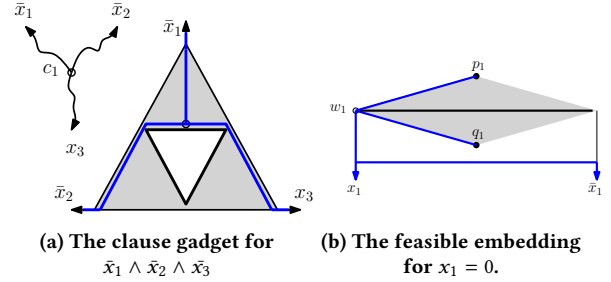 x̄₁ x̄₂
c₁
x₃
x̄₁
x̄₂ x₃
p₁
w₁
q₁
x₁ x̄₁
(a) The clause gadget for
x̄₁ ∧ x̄₂ ∧ x̄₃
(b) The feasible embedding
for x₁ = 0.